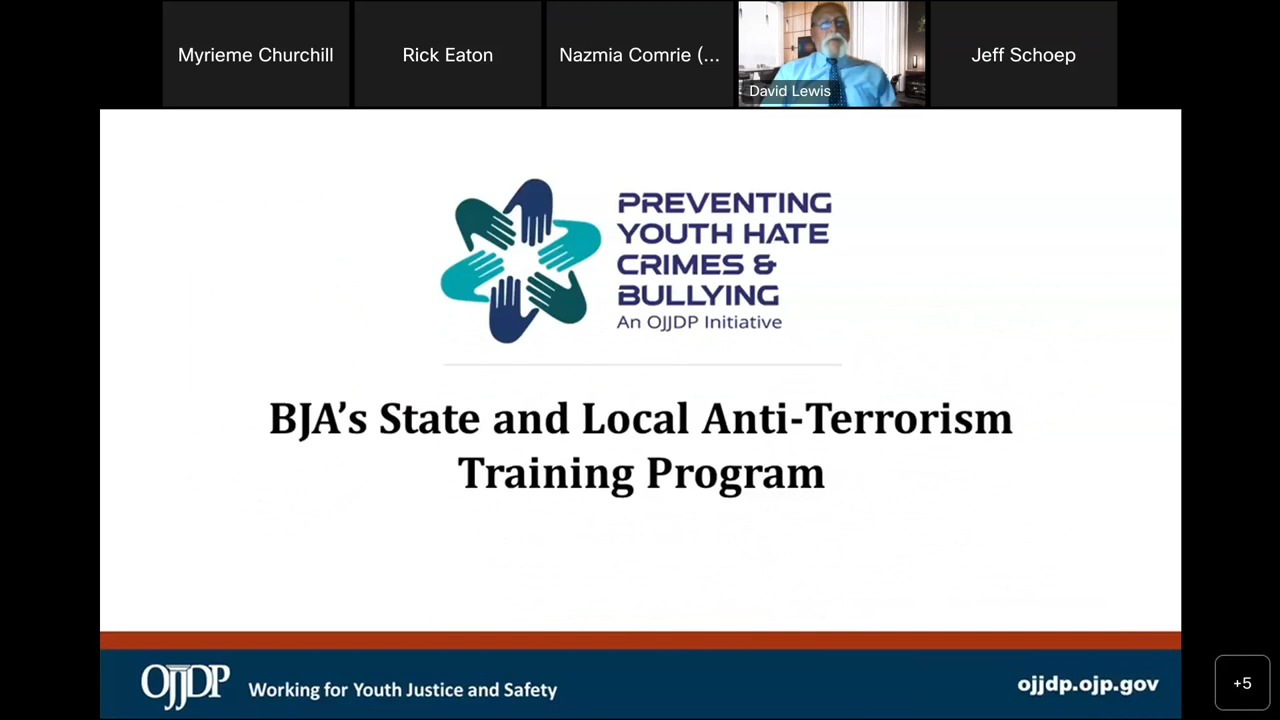 Myrieme Churchill
Rick Eaton
Nazmia Comrie (...
David Lewis
Jeff Schoep
PREVENTING
YOUTH HATE
CRIMES &
BULLYING
An OJJDP Initiative
BJA's State and Local Anti-Terrorism
Training Program
OJJDP Working for Youth Justice and Safety
ojjdp.ojp.gov
+5